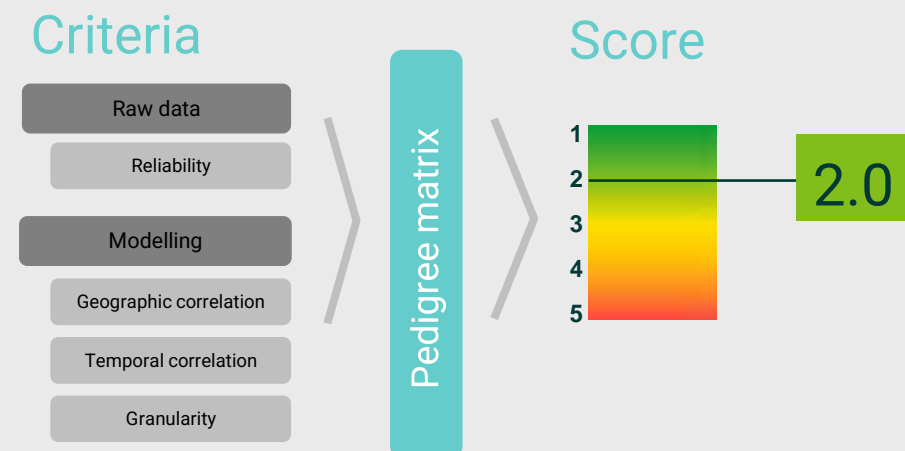 Criteria
Raw data
Reliability
Modelling
Geographic correlation
Temporal correlation
Granularity
Pedigree matrix
Score
1
2
3
4
5
2.0